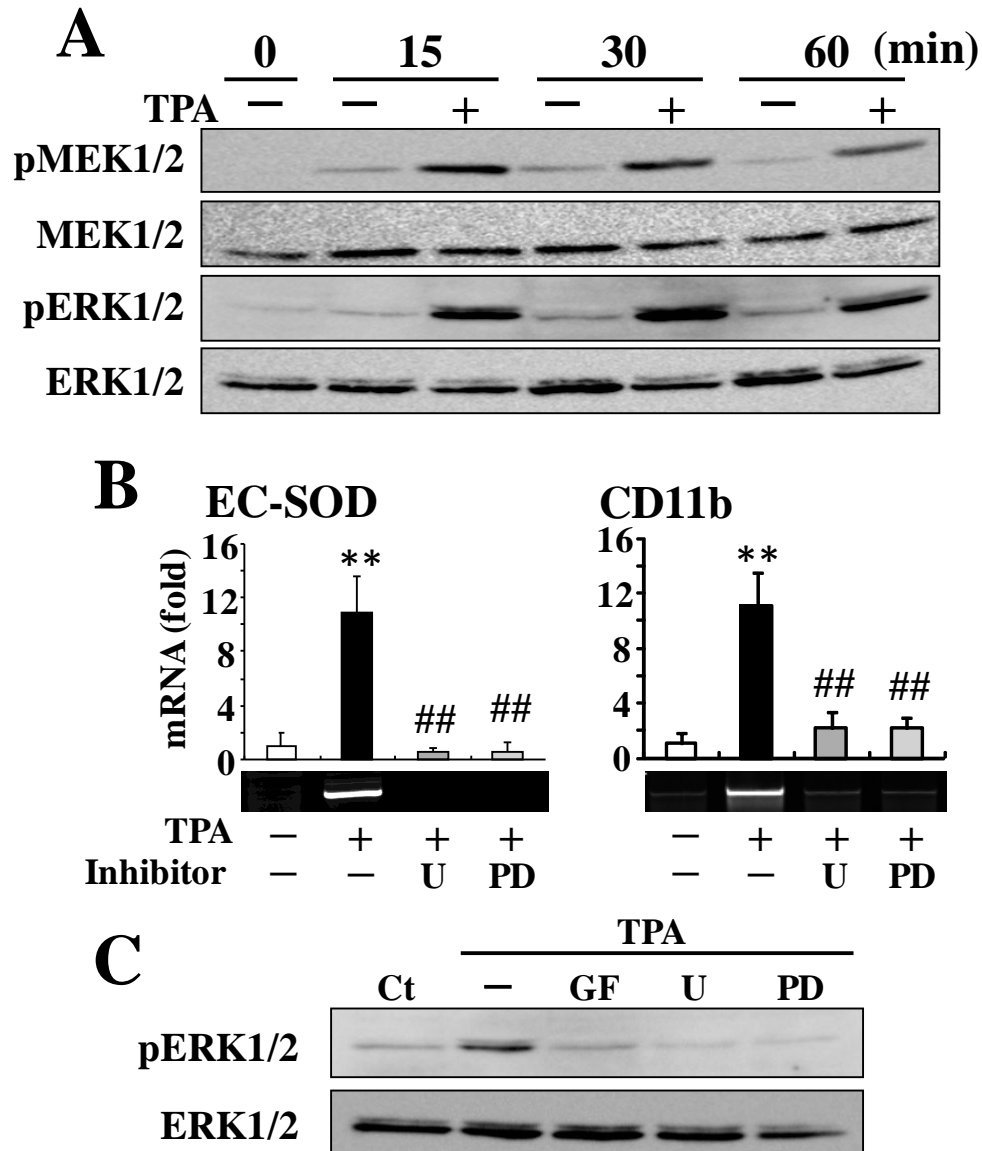 A
0 15 30 60 (min)
TPA − − + − + − +
pMEK1/2
MEK1/2
pERK1/2
ERK1/2
B
EC-SOD
mRNA (fold)
16
12
8
4
0
**
##
##
TPA − + + +
Inhibitor − − U PD
CD11b
16
12
8
4
0
**
##
##
− + + +
− − U PD
C
TPA
Ct − GF U PD
pERK1/2
ERK1/2